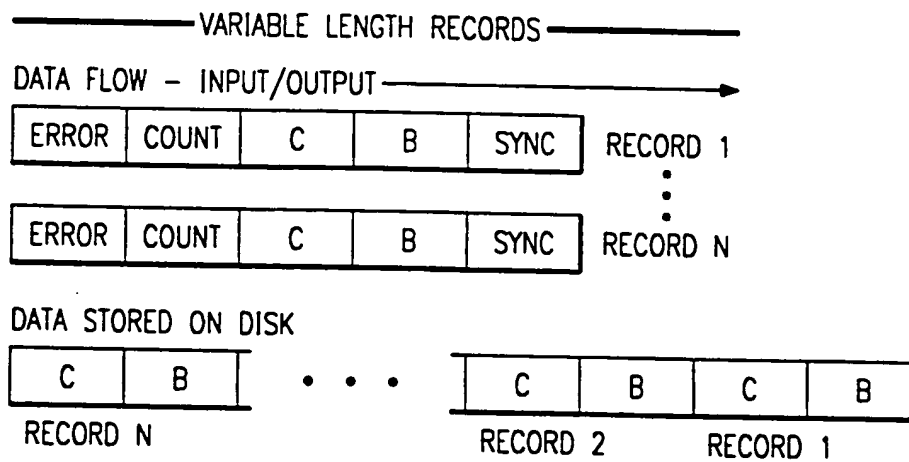 VARIABLE LENGTH RECORDS
DATA FLOW - INPUT/OUTPUT
ERROR COUNT C B SYNC RECORD 1
ERROR COUNT C B SYNC RECORD N
DATA STORED ON DISK
C B C B C B
RECORD N RECORD 2 RECORD 1